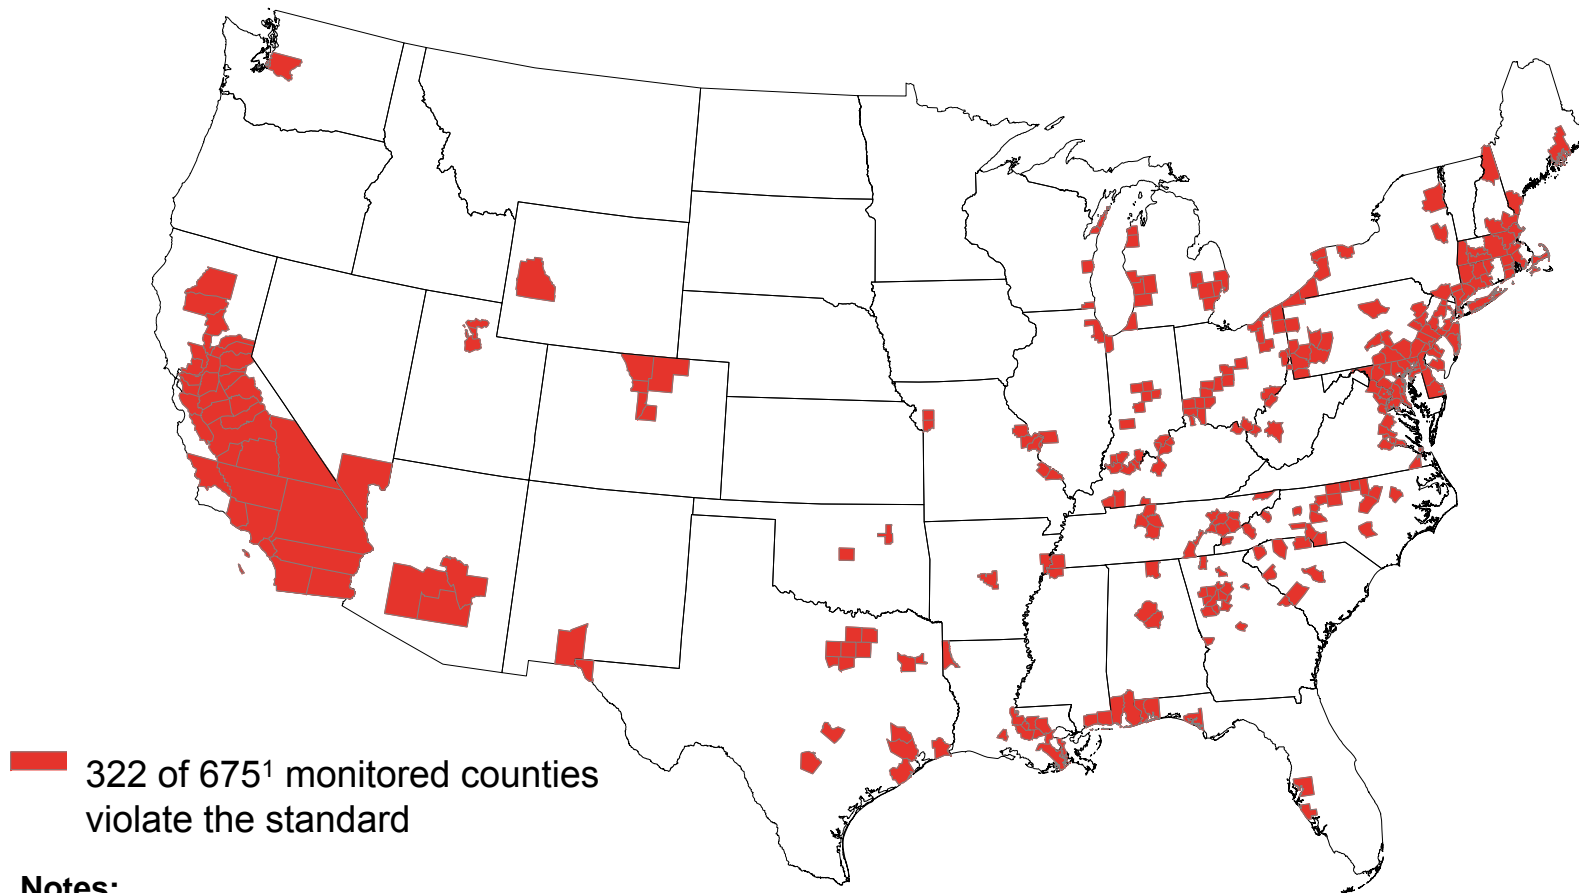 322 of 675¹ monitored counties
violate the standard
Notes: